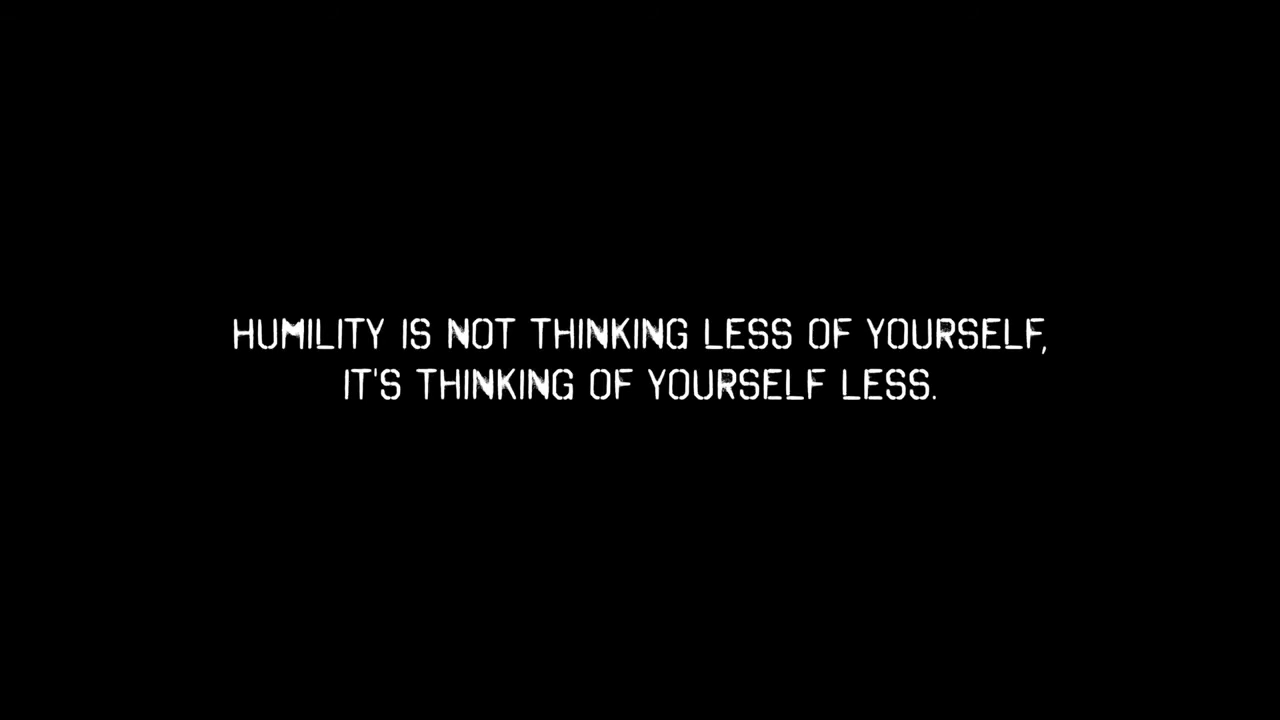 HUMILITY IS NOT THINKING LESS OF YOURSELF,
IT'S THINKING OF YOURSELF LESS.